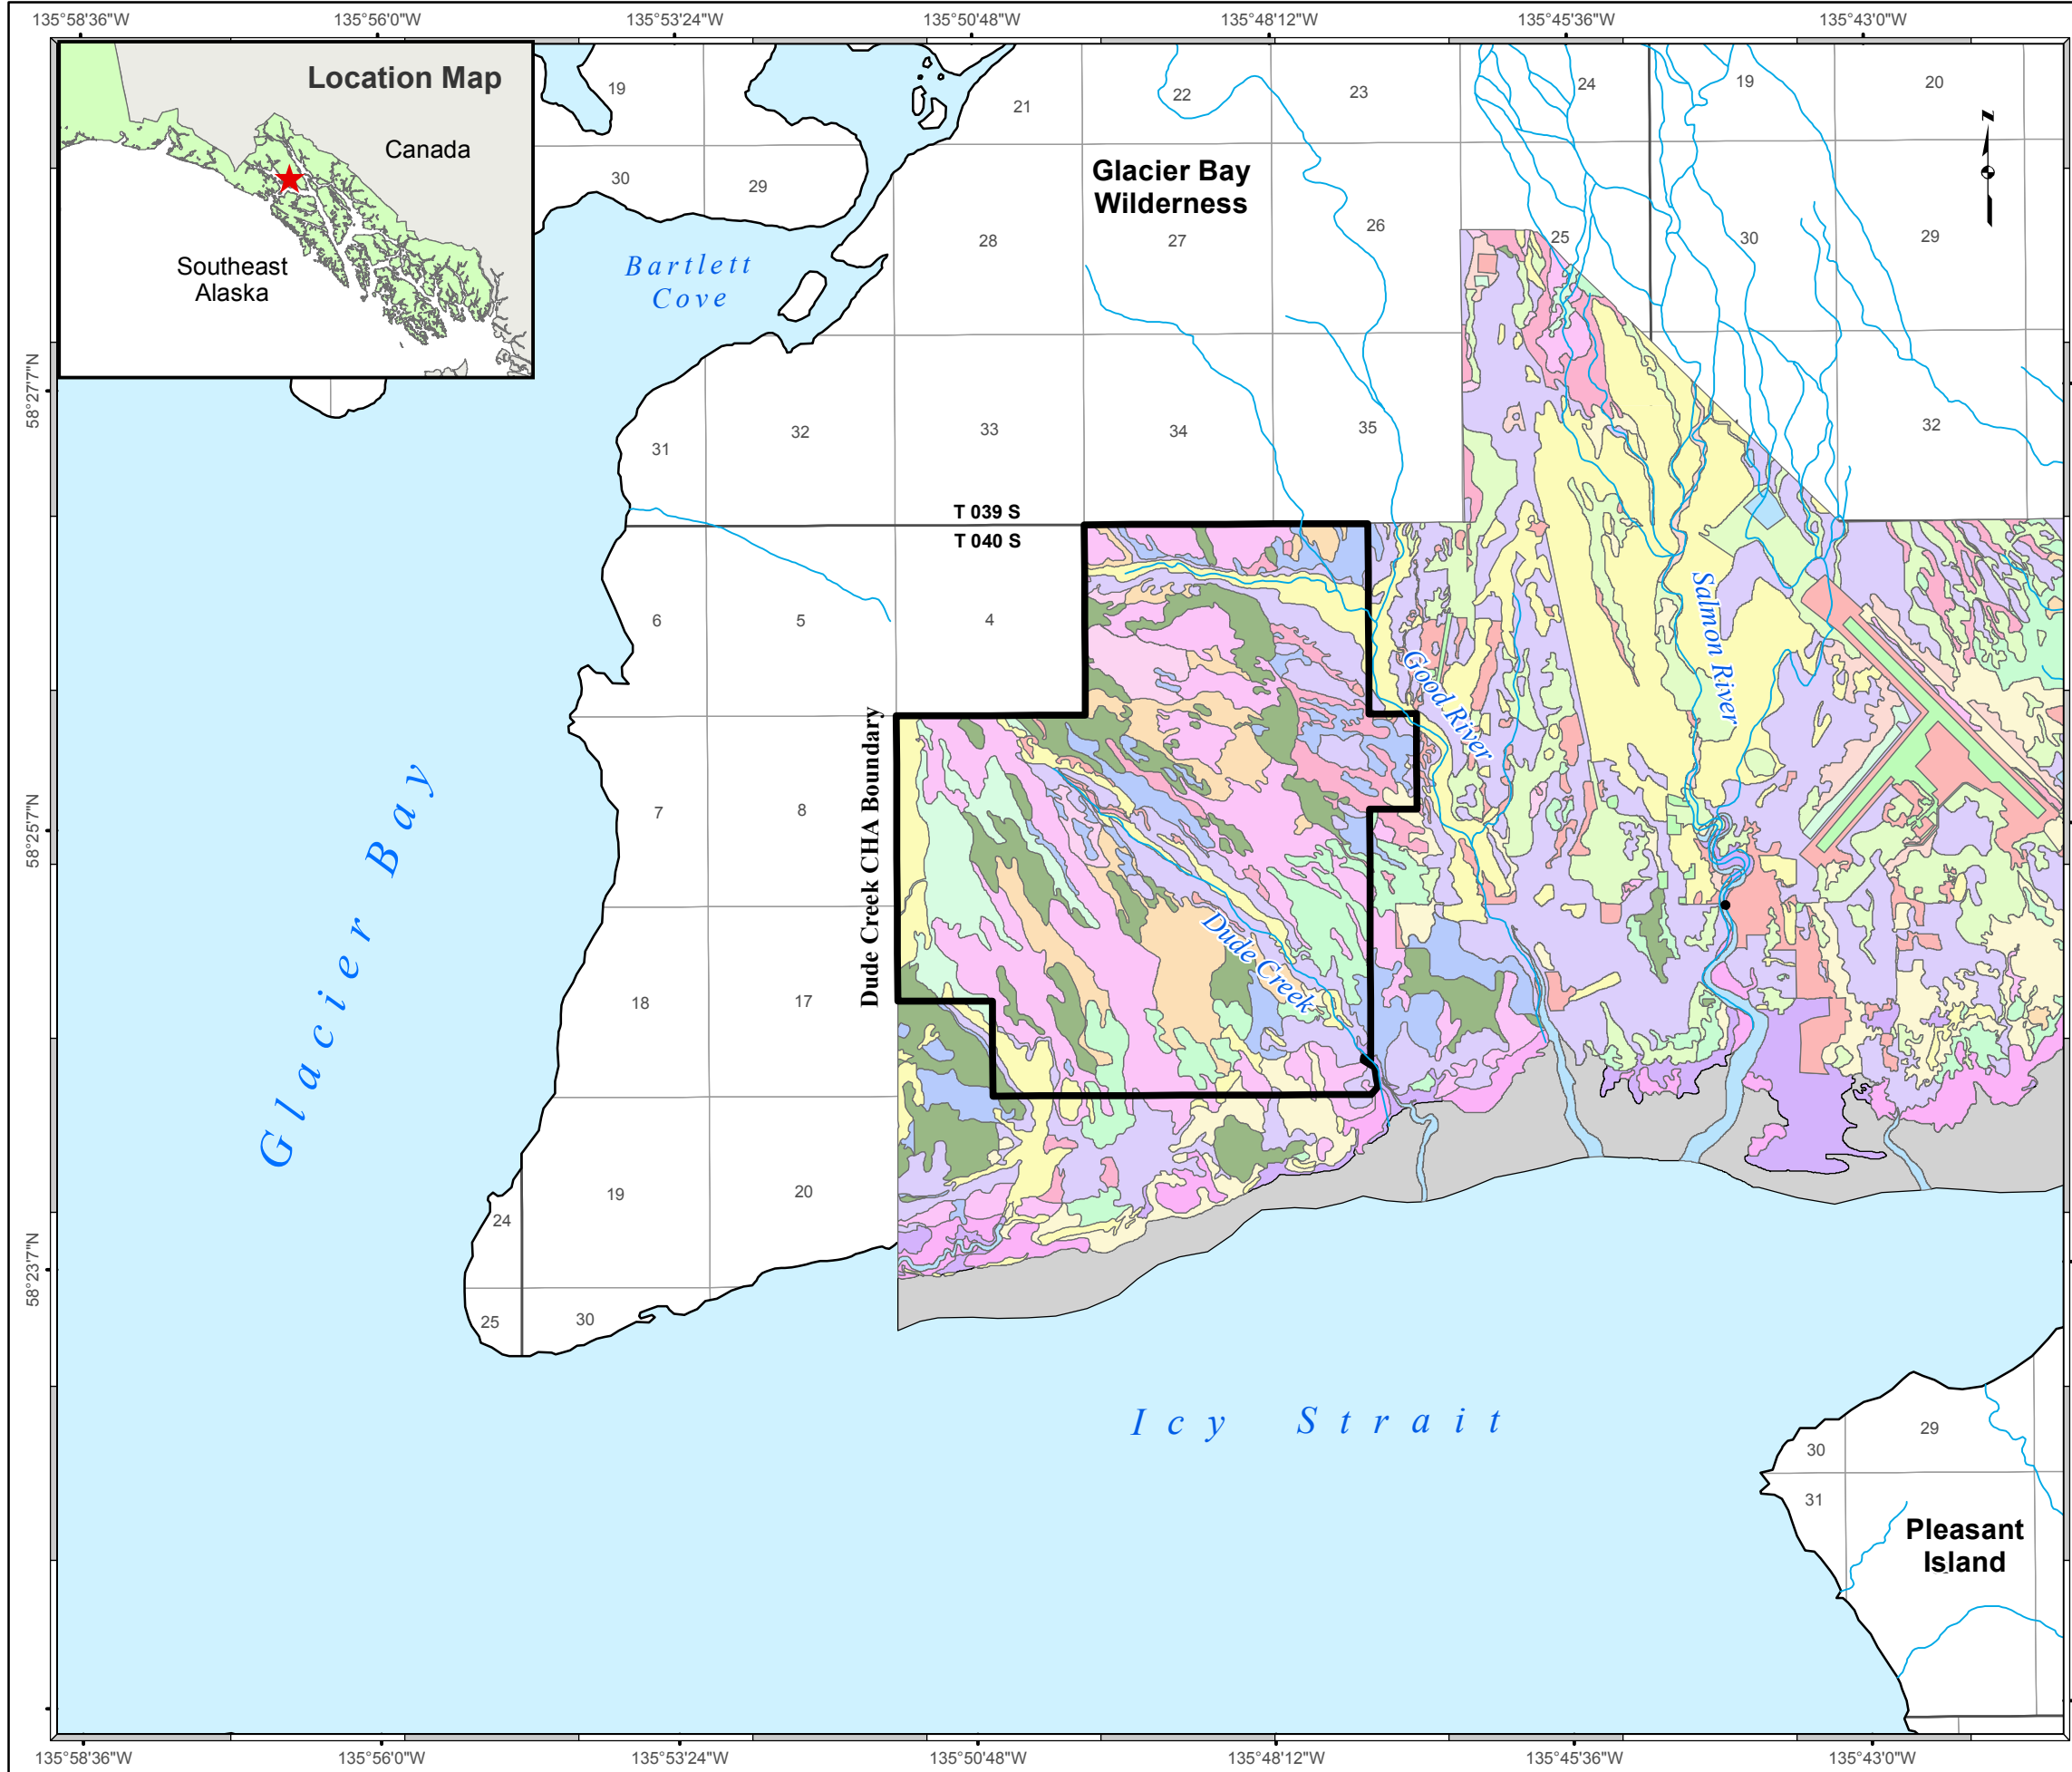 135°58'36"W 135°56'0"W 135°53'24"W 135°50'48"W 135°48'12"W 135°45'36"W 135°43'0"W
Location Map
Canada
Southeast
Alaska
19
21
22
23
24
19
20
30
29
Glacier Bay
Wilderness
28
27
26
25
30
29
N
Bartlett
Cove
58°27'7"N
31
32
33
34
35
32
T 039 S
T 040 S
6
5
4
Salmon River
Good River
Dude Creek CHA Boundary
Glacier Bay
7
8
58°25'7"N
Dude Creek
18
17
19
20
24
58°23'7"N
25
30
Icy Strait
29
30
31
Pleasant
Island
135°58'36"W 135°56'0"W 135°53'24"W 135°50'48"W 135°48'12"W 135°45'36"W 135°43'0"W